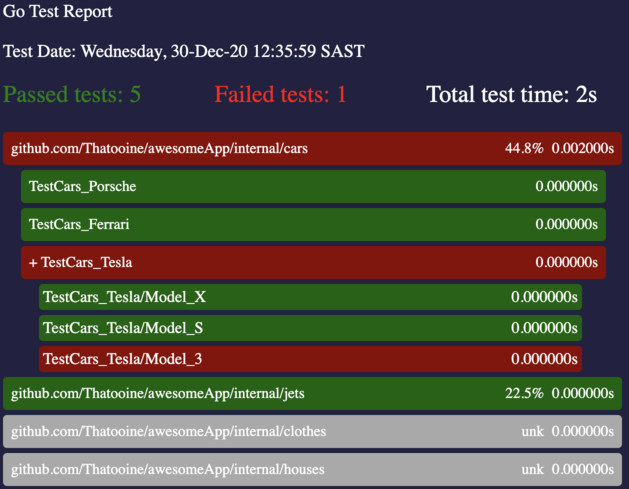 Go Test Report
Test Date: Wednesday, 30-Dec-20 12:35:59 SAST
Passed tests: 5 Failed tests: 1 Total test time: 2s
github.com/Thatooine/awesomeApp/internal/cars 44.8% 0.002000s
TestCars_Porsche 0.000000s
TestCars_Ferrari 0.000000s
+ TestCars_Tesla 0.000000s
TestCars_Tesla/Model_X 0.000000s
TestCars_Tesla/Model_S 0.000000s
TestCars_Tesla/Model_3 0.000000s
github.com/Thatooine/awesomeApp/internal/jets 22.5% 0.000000s
github.com/Thatooine/awesomeApp/internal/clothes unk 0.000000s
github.com/Thatooine/awesomeApp/internal/houses unk 0.000000s